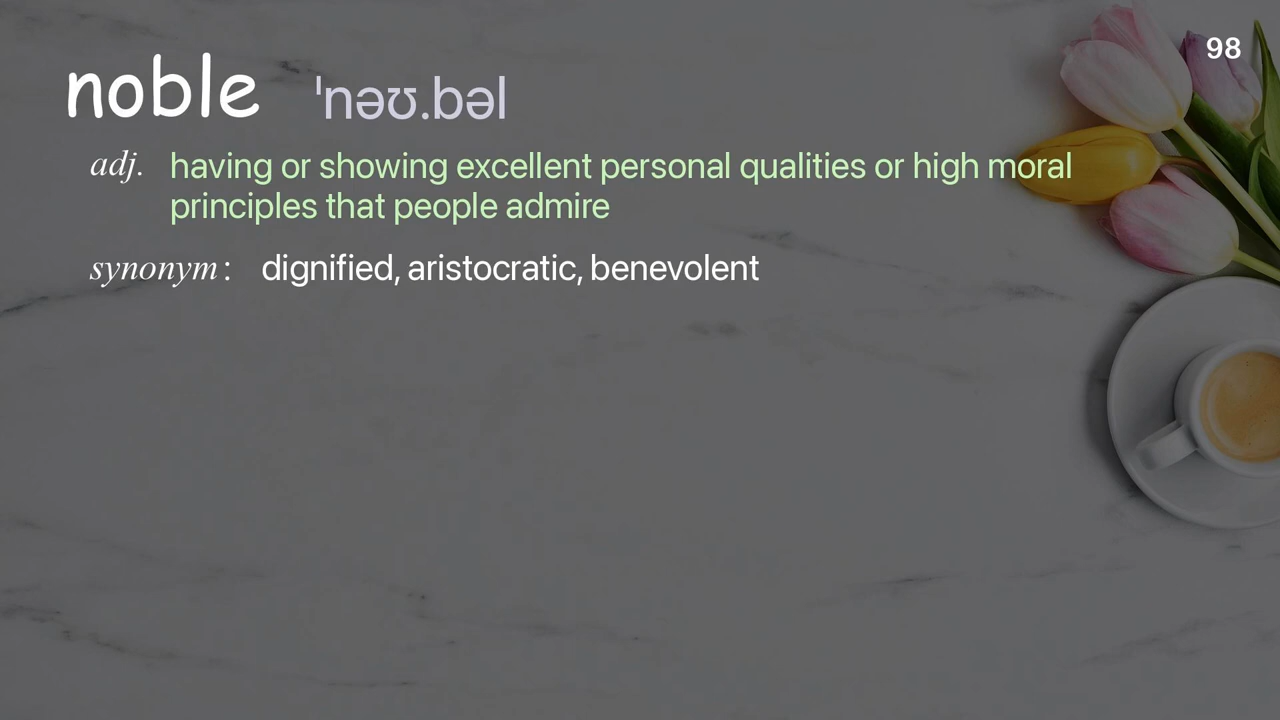 98
noble ˈnəʊ.bəl
adj. having or showing excellent personal qualities or high moral
principles that people admire
synonym: dignified, aristocratic, benevolent